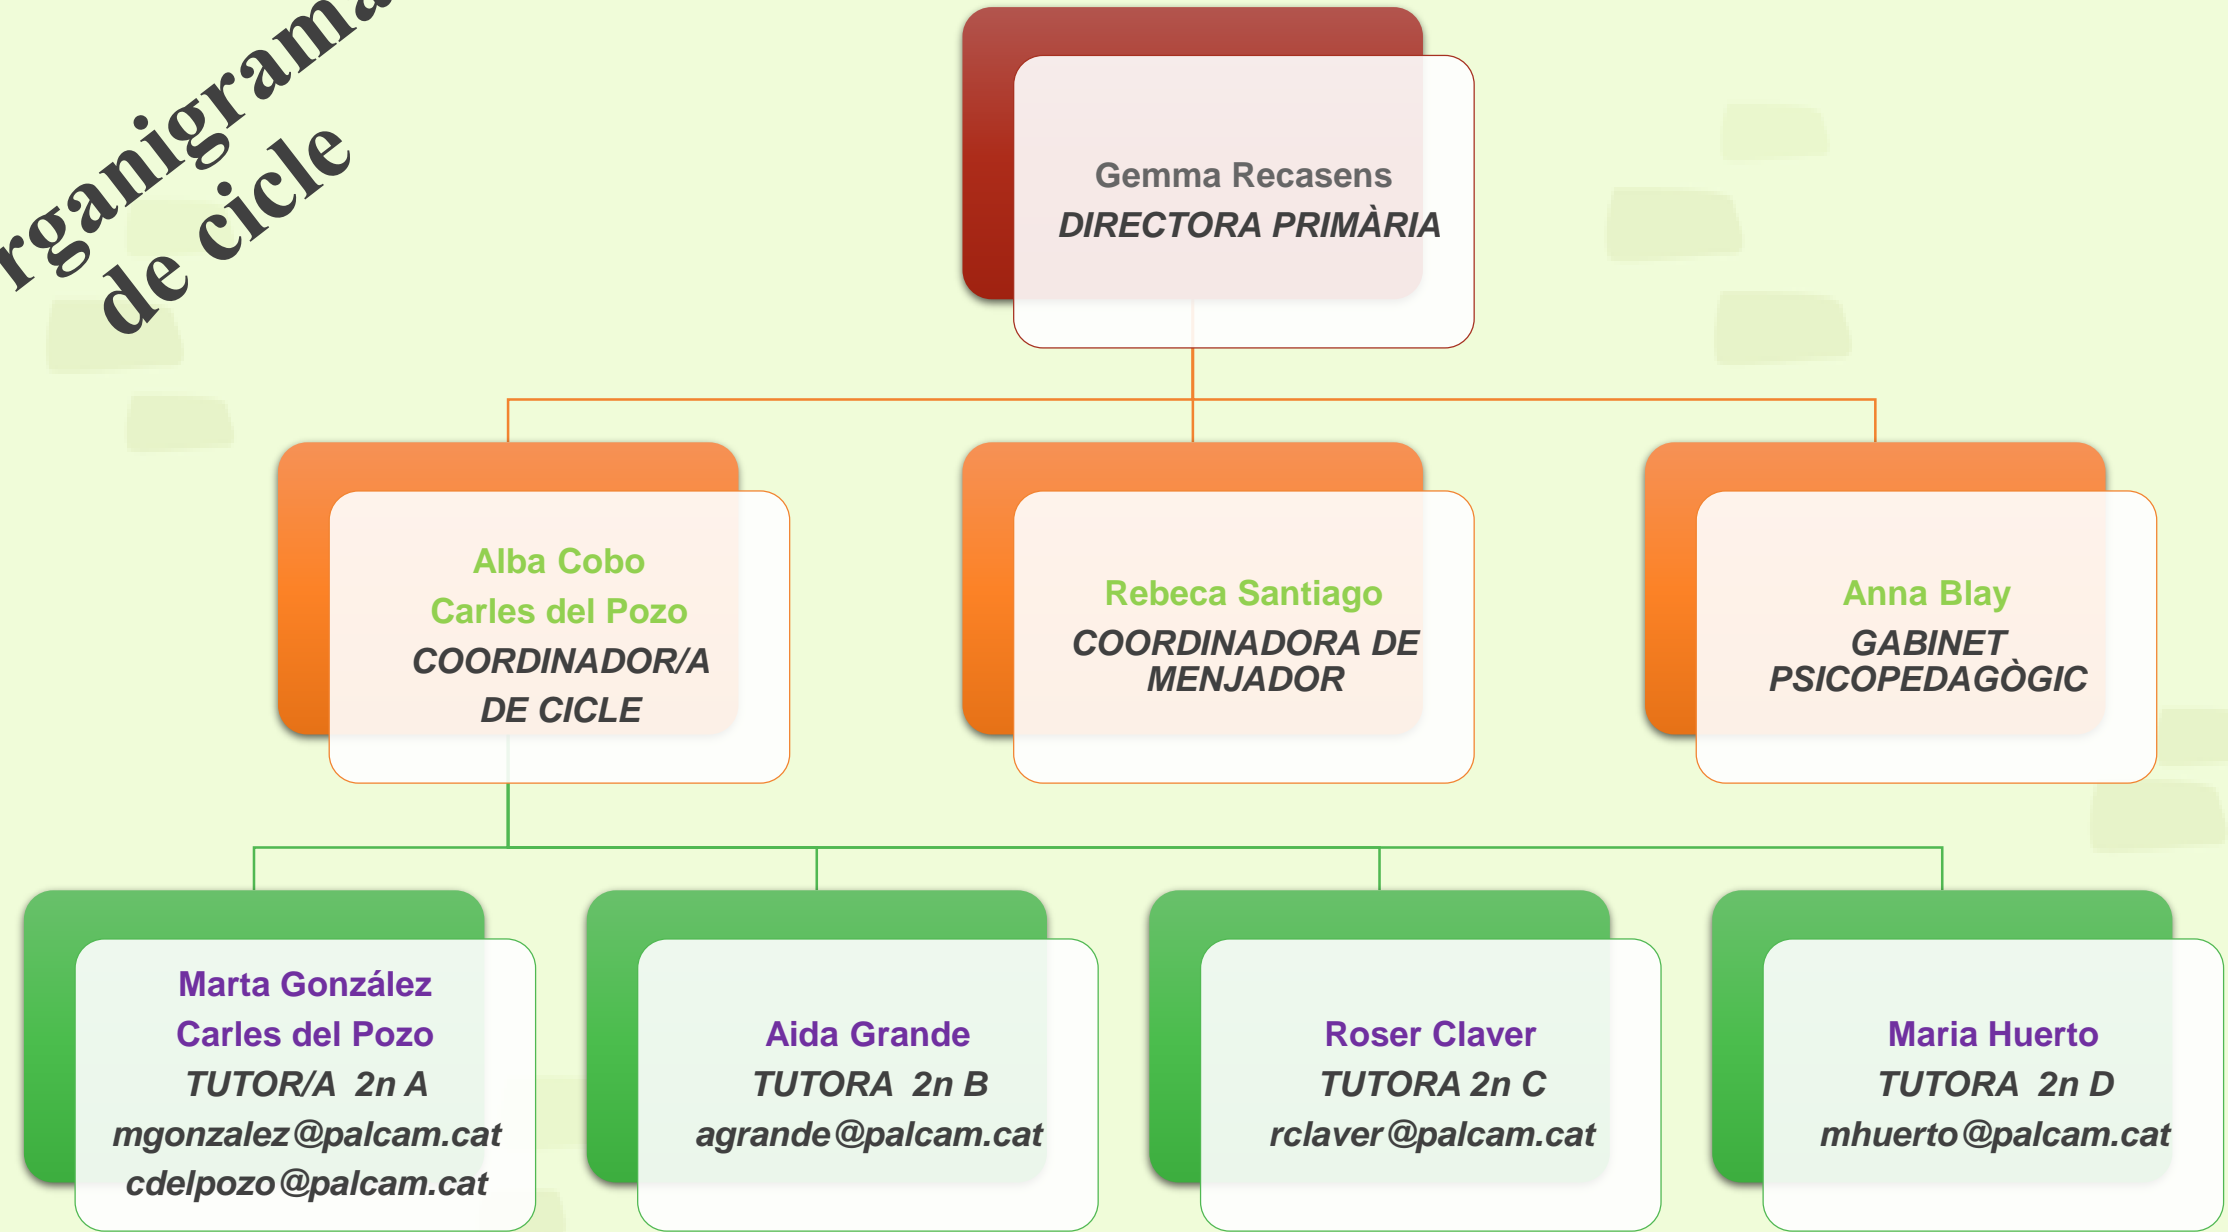 rganigrama
de cicle
Gemma Recasens
DIRECTORA PRIMÀRIA
Alba Cobo
Carles del Pozo
COORDINADOR/A
DE CICLE
Rebeca Santiago
COORDINADORA DE
MENJADOR
Anna Blay
GABINET
PSICOPEDAGÒGIC
Marta González
Carles del Pozo
TUTOR/A 2n A
mgonzalez@palcam.cat
cdelpozo@palcam.cat
Aida Grande
TUTORA 2n B
agrande@palcam.cat
Roser Claver
TUTORA 2n C
rclaver@palcam.cat
Maria Huerto
TUTORA 2n D
mhuerto@palcam.cat